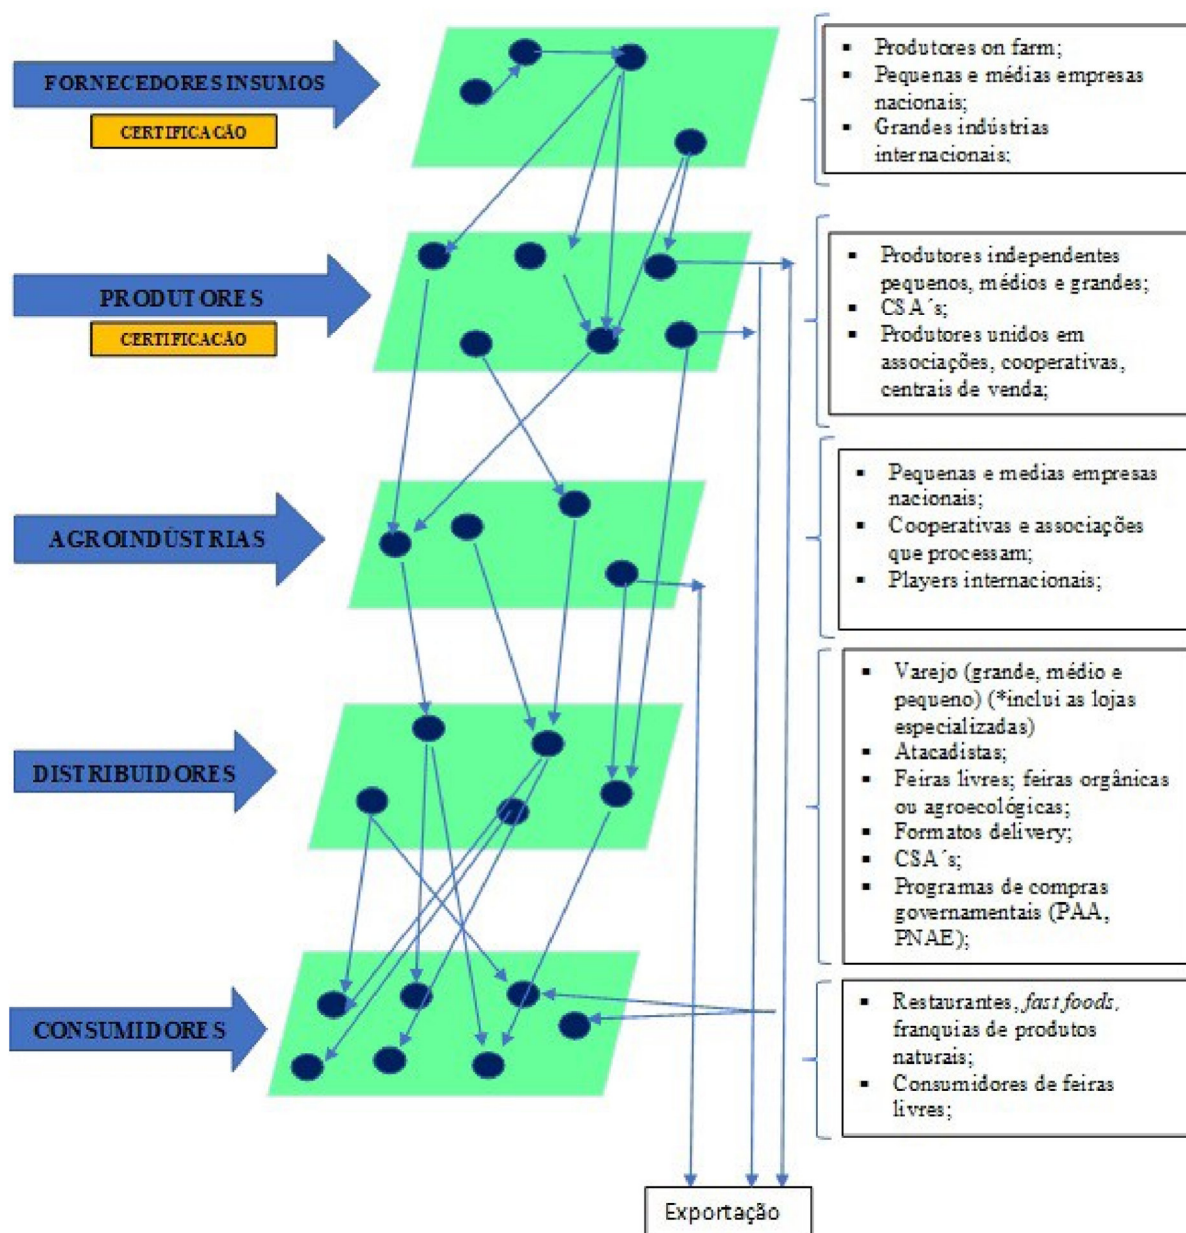 FORNECEDORES INSUMOS
CERTIFICAÇÃO
▪ Produtores on farm;
▪ Pequenas e médias empresas
nacionais;
▪ Grandes indústrias
internacionais;
PRODUTORES
CERTIFICAÇÃO
▪ Produtores independentes
pequenos, médios e grandes;
▪ CSA´s;
▪ Produtores unidos em
associações, cooperativas,
centrais de venda;
AGROINDÚSTRIAS
▪ Pequenas e medias empresas
nacionais;
▪ Cooperativas e associações
que processam;
▪ Players internacionais;
DISTRIBUIDORES
▪ Varejo (grande, médio e
pequeno) (*inclui as lojas
especializadas)
▪ Atacadistas;
▪ Feiras livres; feiras orgânicas
ou agroecológicas;
▪ Formatos delivery;
▪ CSA´s;
▪ Programas de compras
governamentais (PAA,
PNAE);
CONSUMIDORES
▪ Restaurantes, fast foods,
franquias de produtos
naturais;
▪ Consumidores de feiras
livres;
Exportação